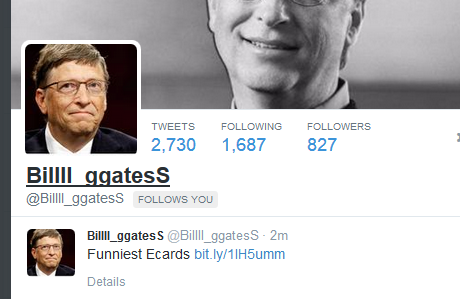 TWEETS FOLLOWING FOLLOWERS
2,730 1,687 827
Billll_ggatesS
@Billll_ggatesS FOLLOWS YOU
Billll_ggatesS @Billll_ggatesS · 2m
Funniest Ecards bit.ly/1lH5umm
Details